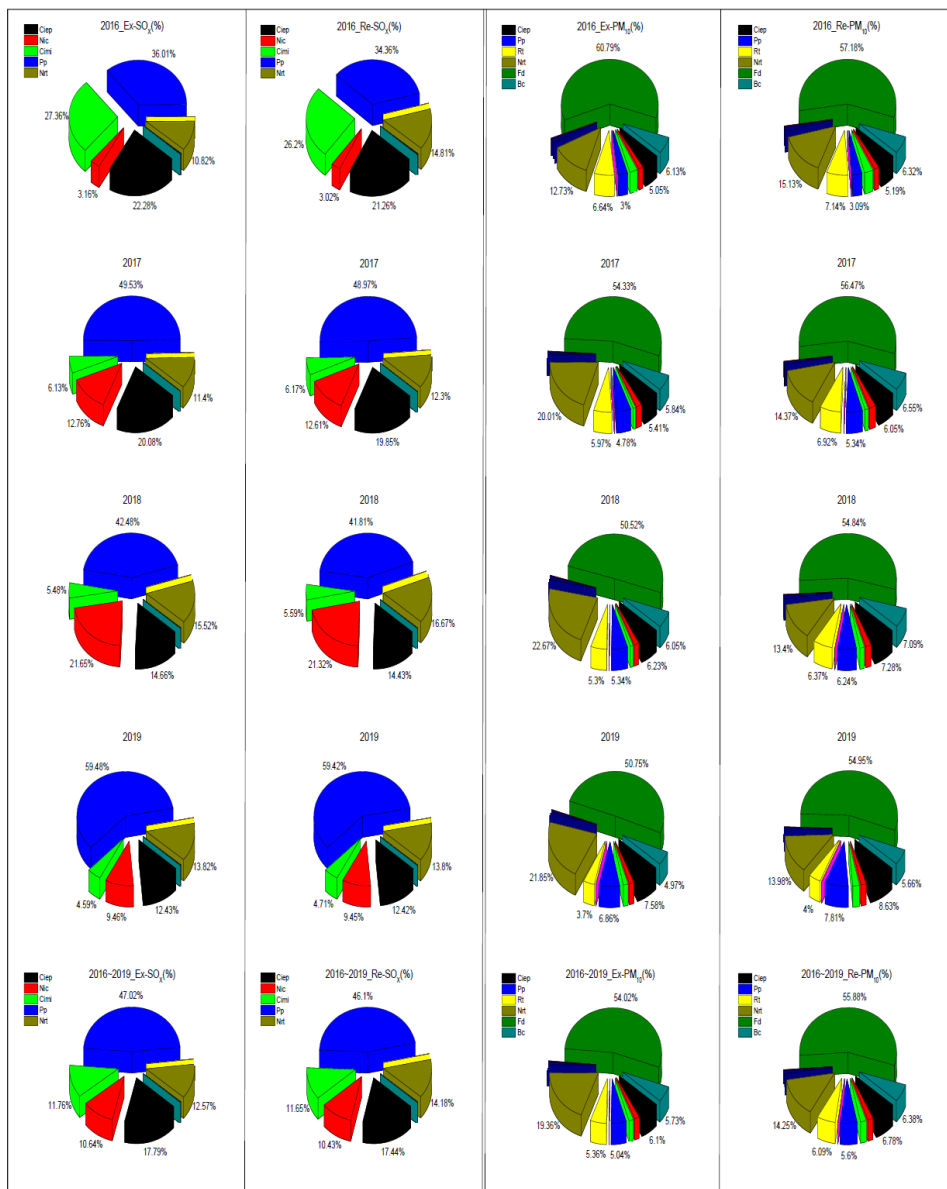 2016_Ex-SOX(%)
Ciep
Nic
Cimi
Pp
Nrt
36.01%
27.36%
10.82%
3.16%
22.28%
2016_Re-SOX(%)
Ciep
Nic
Cimi
Pp
Nrt
34.36%
26.2%
14.81%
3.02%
21.26%
2016_Ex-PM10(%)
Ciep
Pp
Rt
Nrt
Fd
Bc
60.79%
6.13%
12.73%
5.05%
6.64%
3%
2016_Re-PM10(%)
Ciep
Pp
Rt
Nrt
Fd
Bc
57.18%
6.32%
15.13%
5.19%
7.14%
3.09%
2017
49.53%
6.13%
11.4%
12.76%
20.08%
2017
48.97%
6.17%
12.3%
12.61%
19.85%
2017
54.33%
5.84%
20.01%
5.41%
5.97%
4.78%
2017
56.47%
6.55%
14.37%
6.05%
6.92%
5.34%
2018
42.48%
5.48%
15.52%
21.65%
14.66%
2018
41.81%
5.59%
16.67%
21.32%
14.43%
2018
50.52%
6.05%
22.67%
6.23%
5.3%
5.34%
2018
54.84%
7.09%
13.4%
7.28%
6.37%
6.24%
2019
59.48%
13.82%
4.59%
9.46%
12.43%
2019
59.42%
13.8%
4.71%
9.45%
12.42%
2019
50.75%
4.97%
21.85%
7.58%
3.7%
6.86%
2019
54.95%
5.66%
13.98%
8.63%
4%
7.81%
2016~2019_Ex-SOX(%)
Ciep
Nic
Cimi
Pp
Nrt
47.02%
11.76%
12.57%
10.64%
17.79%
2016~2019_Re-SOX(%)
Ciep
Nic
Cimi
Pp
Nrt
46.1%
11.65%
14.18%
10.43%
17.44%
2016~2019_Ex-PM10(%)
Ciep
Pp
Rt
Nrt
Fd
Bc
54.02%
5.73%
19.36%
6.1%
5.36%
5.04%
2016~2019_Re-PM10(%)
Ciep
Pp
Rt
Nrt
Fd
Bc
55.88%
6.38%
14.25%
6.78%
6.09%
5.6%